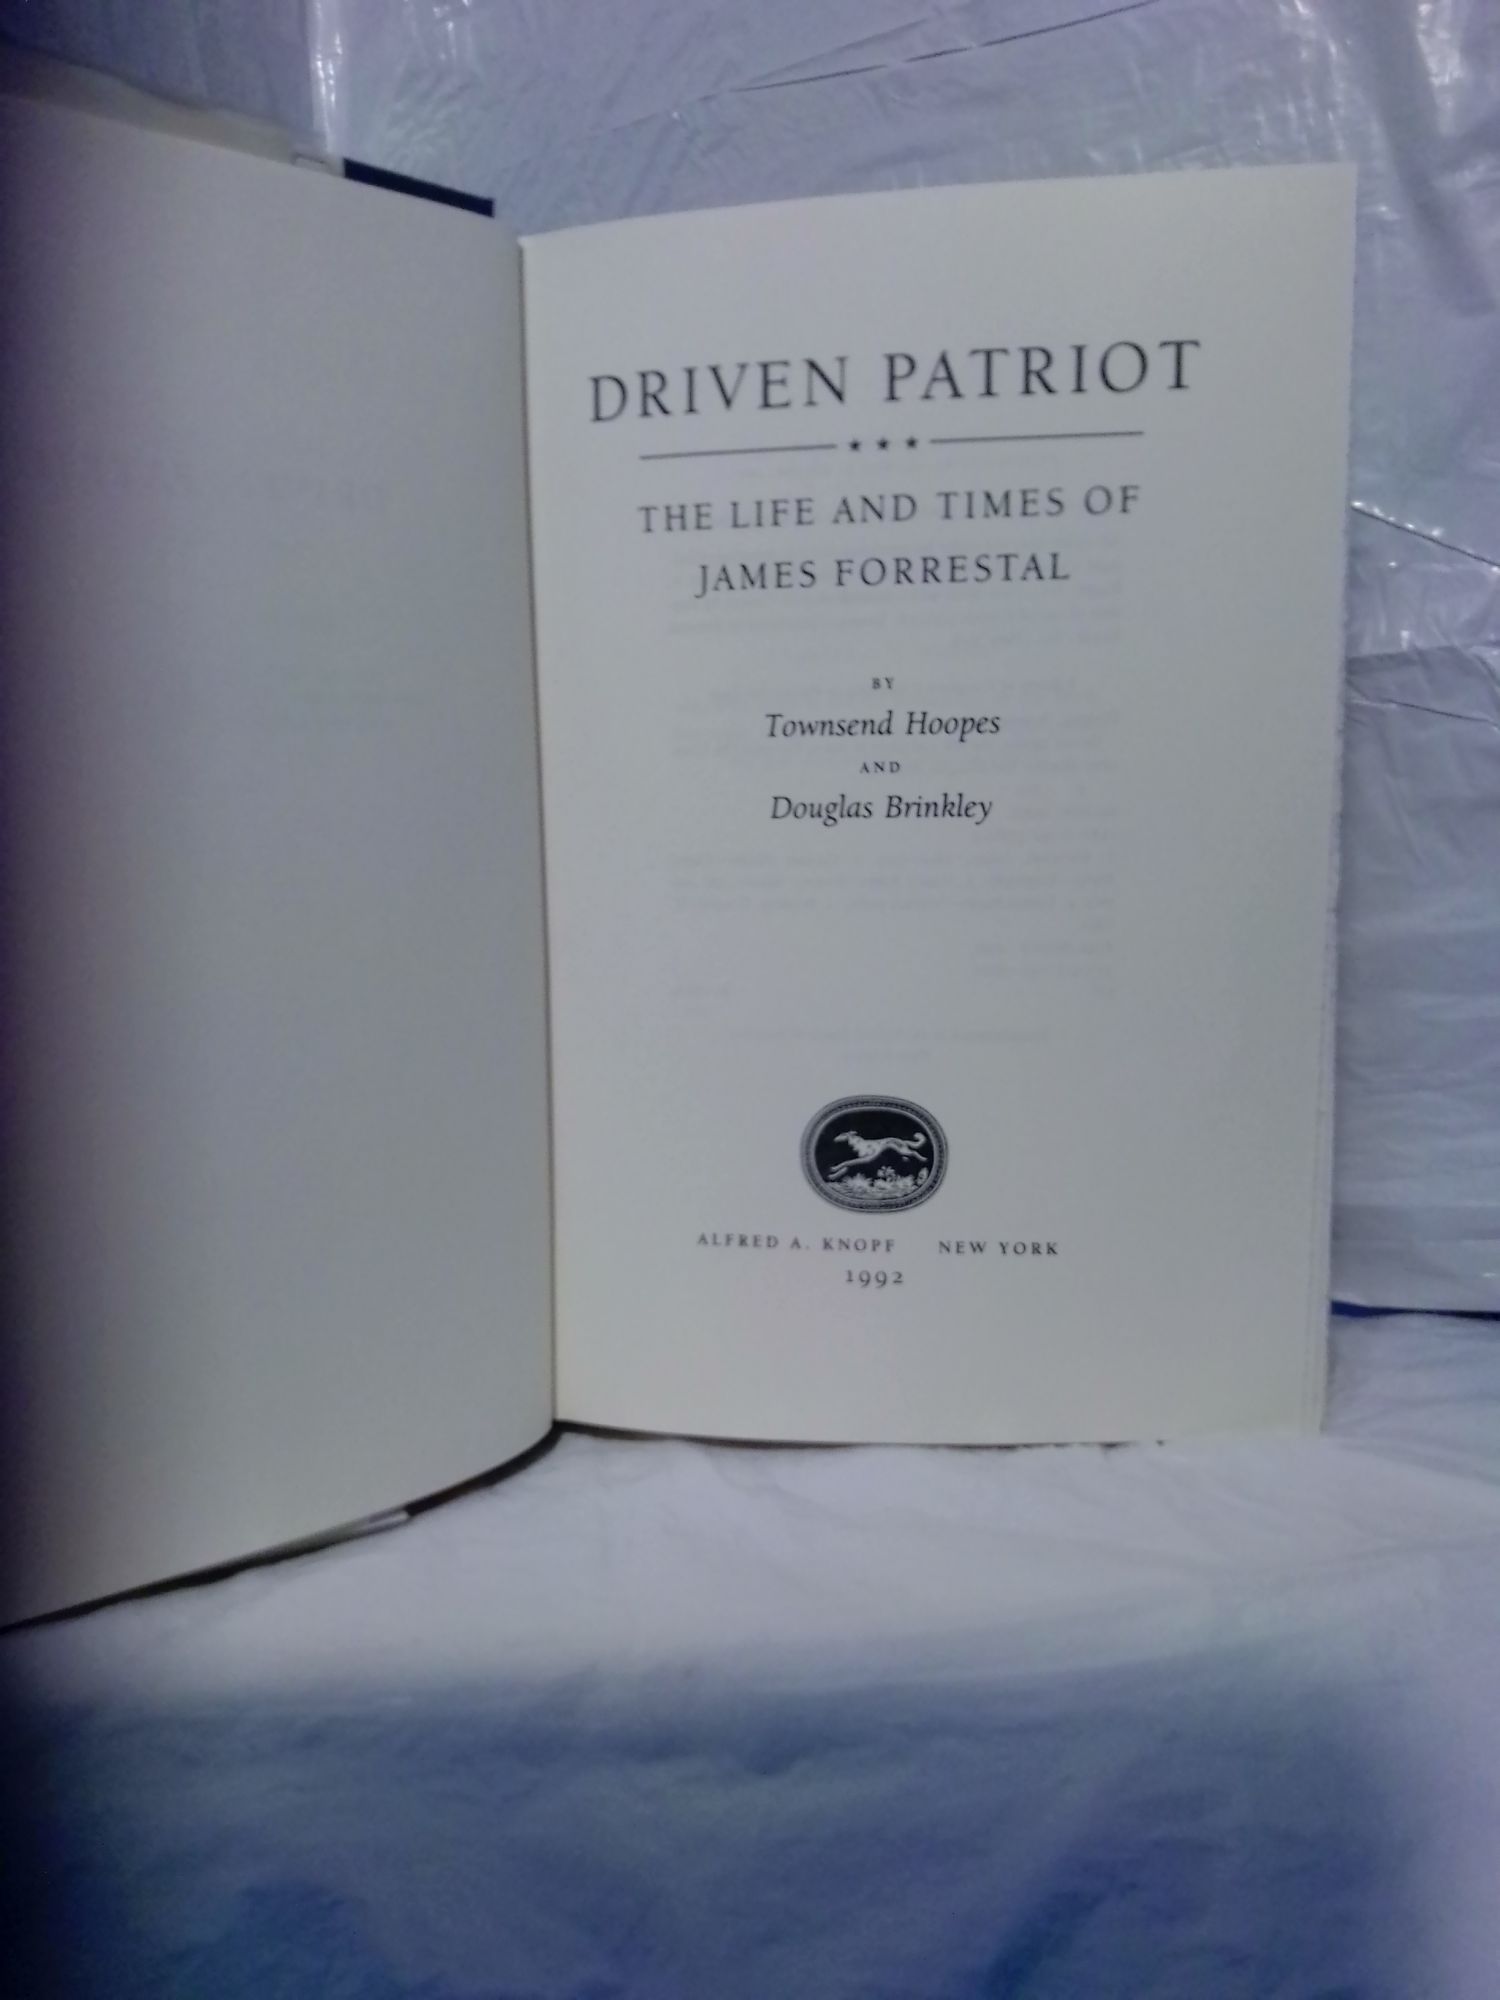 DRIVEN PATRIOT
★ ★ ★
THE LIFE AND TIMES OF
JAMES FORRESTAL
BY
Townsend Hoopes
AND
Douglas Brinkley
ALFRED A. KNOPF NEW YORK
1992